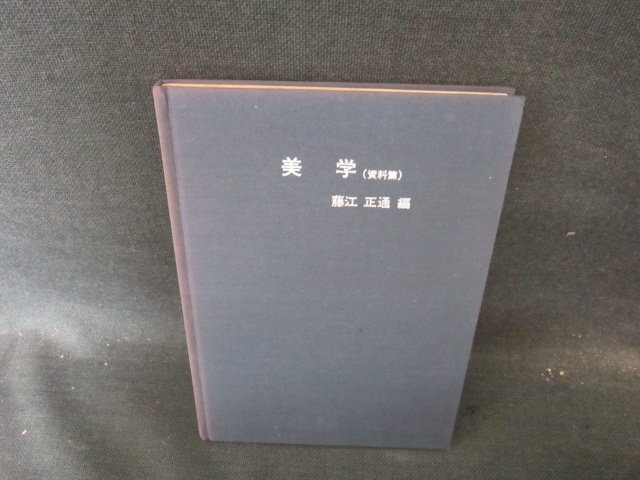 美 学 (資料篇)
藤江 正通 編